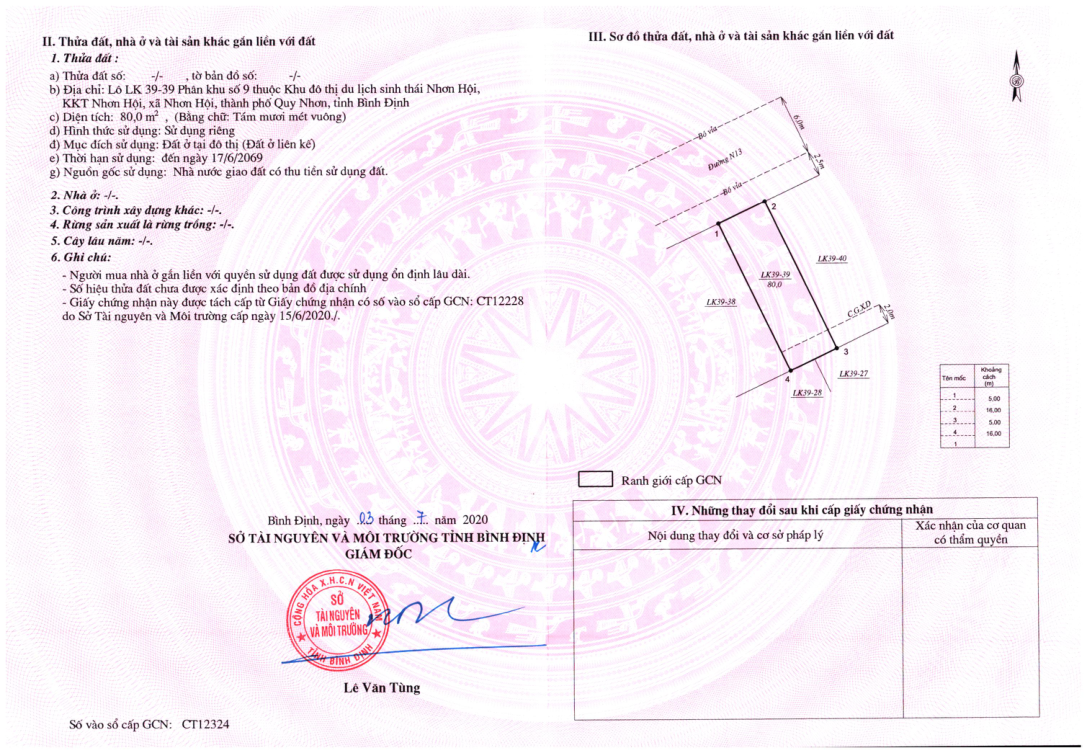 II. Thửa đất, nhà ở và tài sản khác gắn liền với đất
1. Thửa đất :
a) Thửa đất số: -/- , tờ bản đồ số: -/-
b) Địa chỉ: Lô LK 39-39 Phân khu số 9 thuộc Khu đô thị du lịch sinh thái Nhơn Hội,
KKT Nhơn Hội, xã Nhơn Hội, thành phố Quy Nhơn, tỉnh Bình Định
c) Diện tích: 80,0 m² , (Bằng chữ: Tám mươi mét vuông)
d) Hình thức sử dụng: Sử dụng riêng
đ) Mục đích sử dụng: Đất ở tại đô thị (Đất ở liên kế)
e) Thời hạn sử dụng: đến ngày 17/6/2069
g) Nguồn gốc sử dụng: Nhà nước giao đất có thu tiền sử dụng đất.
2. Nhà ở: -/-.
3. Công trình xây dựng khác: -/-.
4. Rừng sản xuất là rừng trồng: -/-.
5. Cây lâu năm: -/-.
6. Ghi chú:
- Người mua nhà ở gắn liền với quyền sử dụng đất được sử dụng ổn định lâu dài.
- Số hiệu thửa đất chưa được xác định theo bản đồ địa chính
- Giấy chứng nhận này được tách cấp từ Giấy chứng nhận có số vào sổ cấp GCN: CT12228
do Sở Tài nguyên và Môi trường cấp ngày 15/6/2020./.
Bình Định, ngày 03 tháng 7 năm 2020
SỞ TÀI NGUYÊN VÀ MÔI TRƯỜNG TỈNH BÌNH ĐỊNH
GIÁM ĐỐC
CỘNG HÒA X.H.C.N VIỆT NAM
SỞ
TÀI NGUYÊN
VÀ MÔI TRƯỜNG
TỈNH BÌNH ĐỊNH
Lê Văn Tùng
Số vào sổ cấp GCN: CT12324
III. Sơ đồ thửa đất, nhà ở và tài sản khác gắn liền với đất
Bó vỉa
6,0m
Đường N13
2,5m
Bó vỉa
2
1
LK39-40
LK39-39
80,0
LK39-38
C.G.X.D
2,0m
3
LK39-27
4
LK39-28
Tên mốc
Khoảng
cách
(m)
1
5,00
2
16,00
3
5,00
4
16,00
1
Ranh giới cấp GCN
IV. Những thay đổi sau khi cấp giấy chứng nhận
Nội dung thay đổi và cơ sở pháp lý
Xác nhận của cơ quan
có thẩm quyền